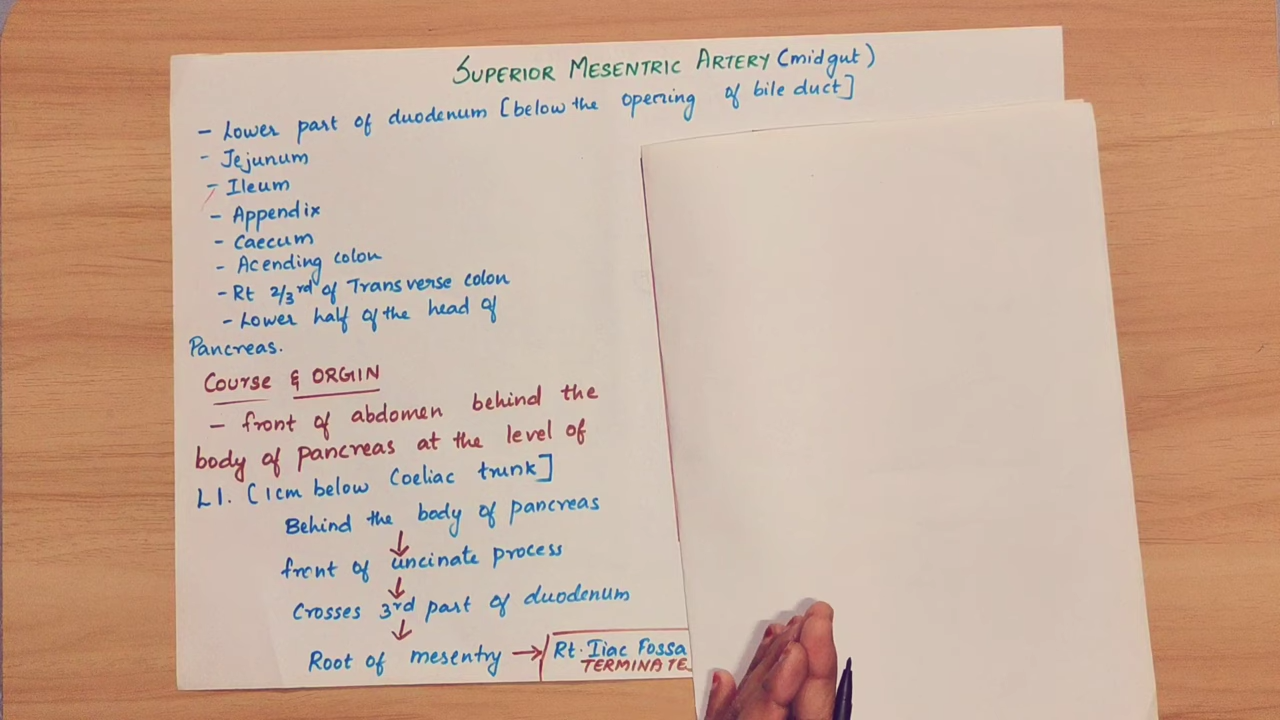 SUPERIOR MESENTRIC ARTERY (midgut)
- Lower part of duodenum [below the opening of bile duct]
- Jejunum
- Ileum
- Appendix
- Caecum
- Acending colon
- Rt 2/3rd of Transverse colon
- Lower half of the head of
Pancreas.
Course & ORGIN
- front of abdomen behind the
body of pancreas at the level of
L1. [1cm below Coeliac trunk]
Behind the body of pancreas
↓
front of uncinate process
↓
Crosses 3rd part of duodenum
↓
Root of mesentry → Rt. Iiac Fossa
TERMINATE